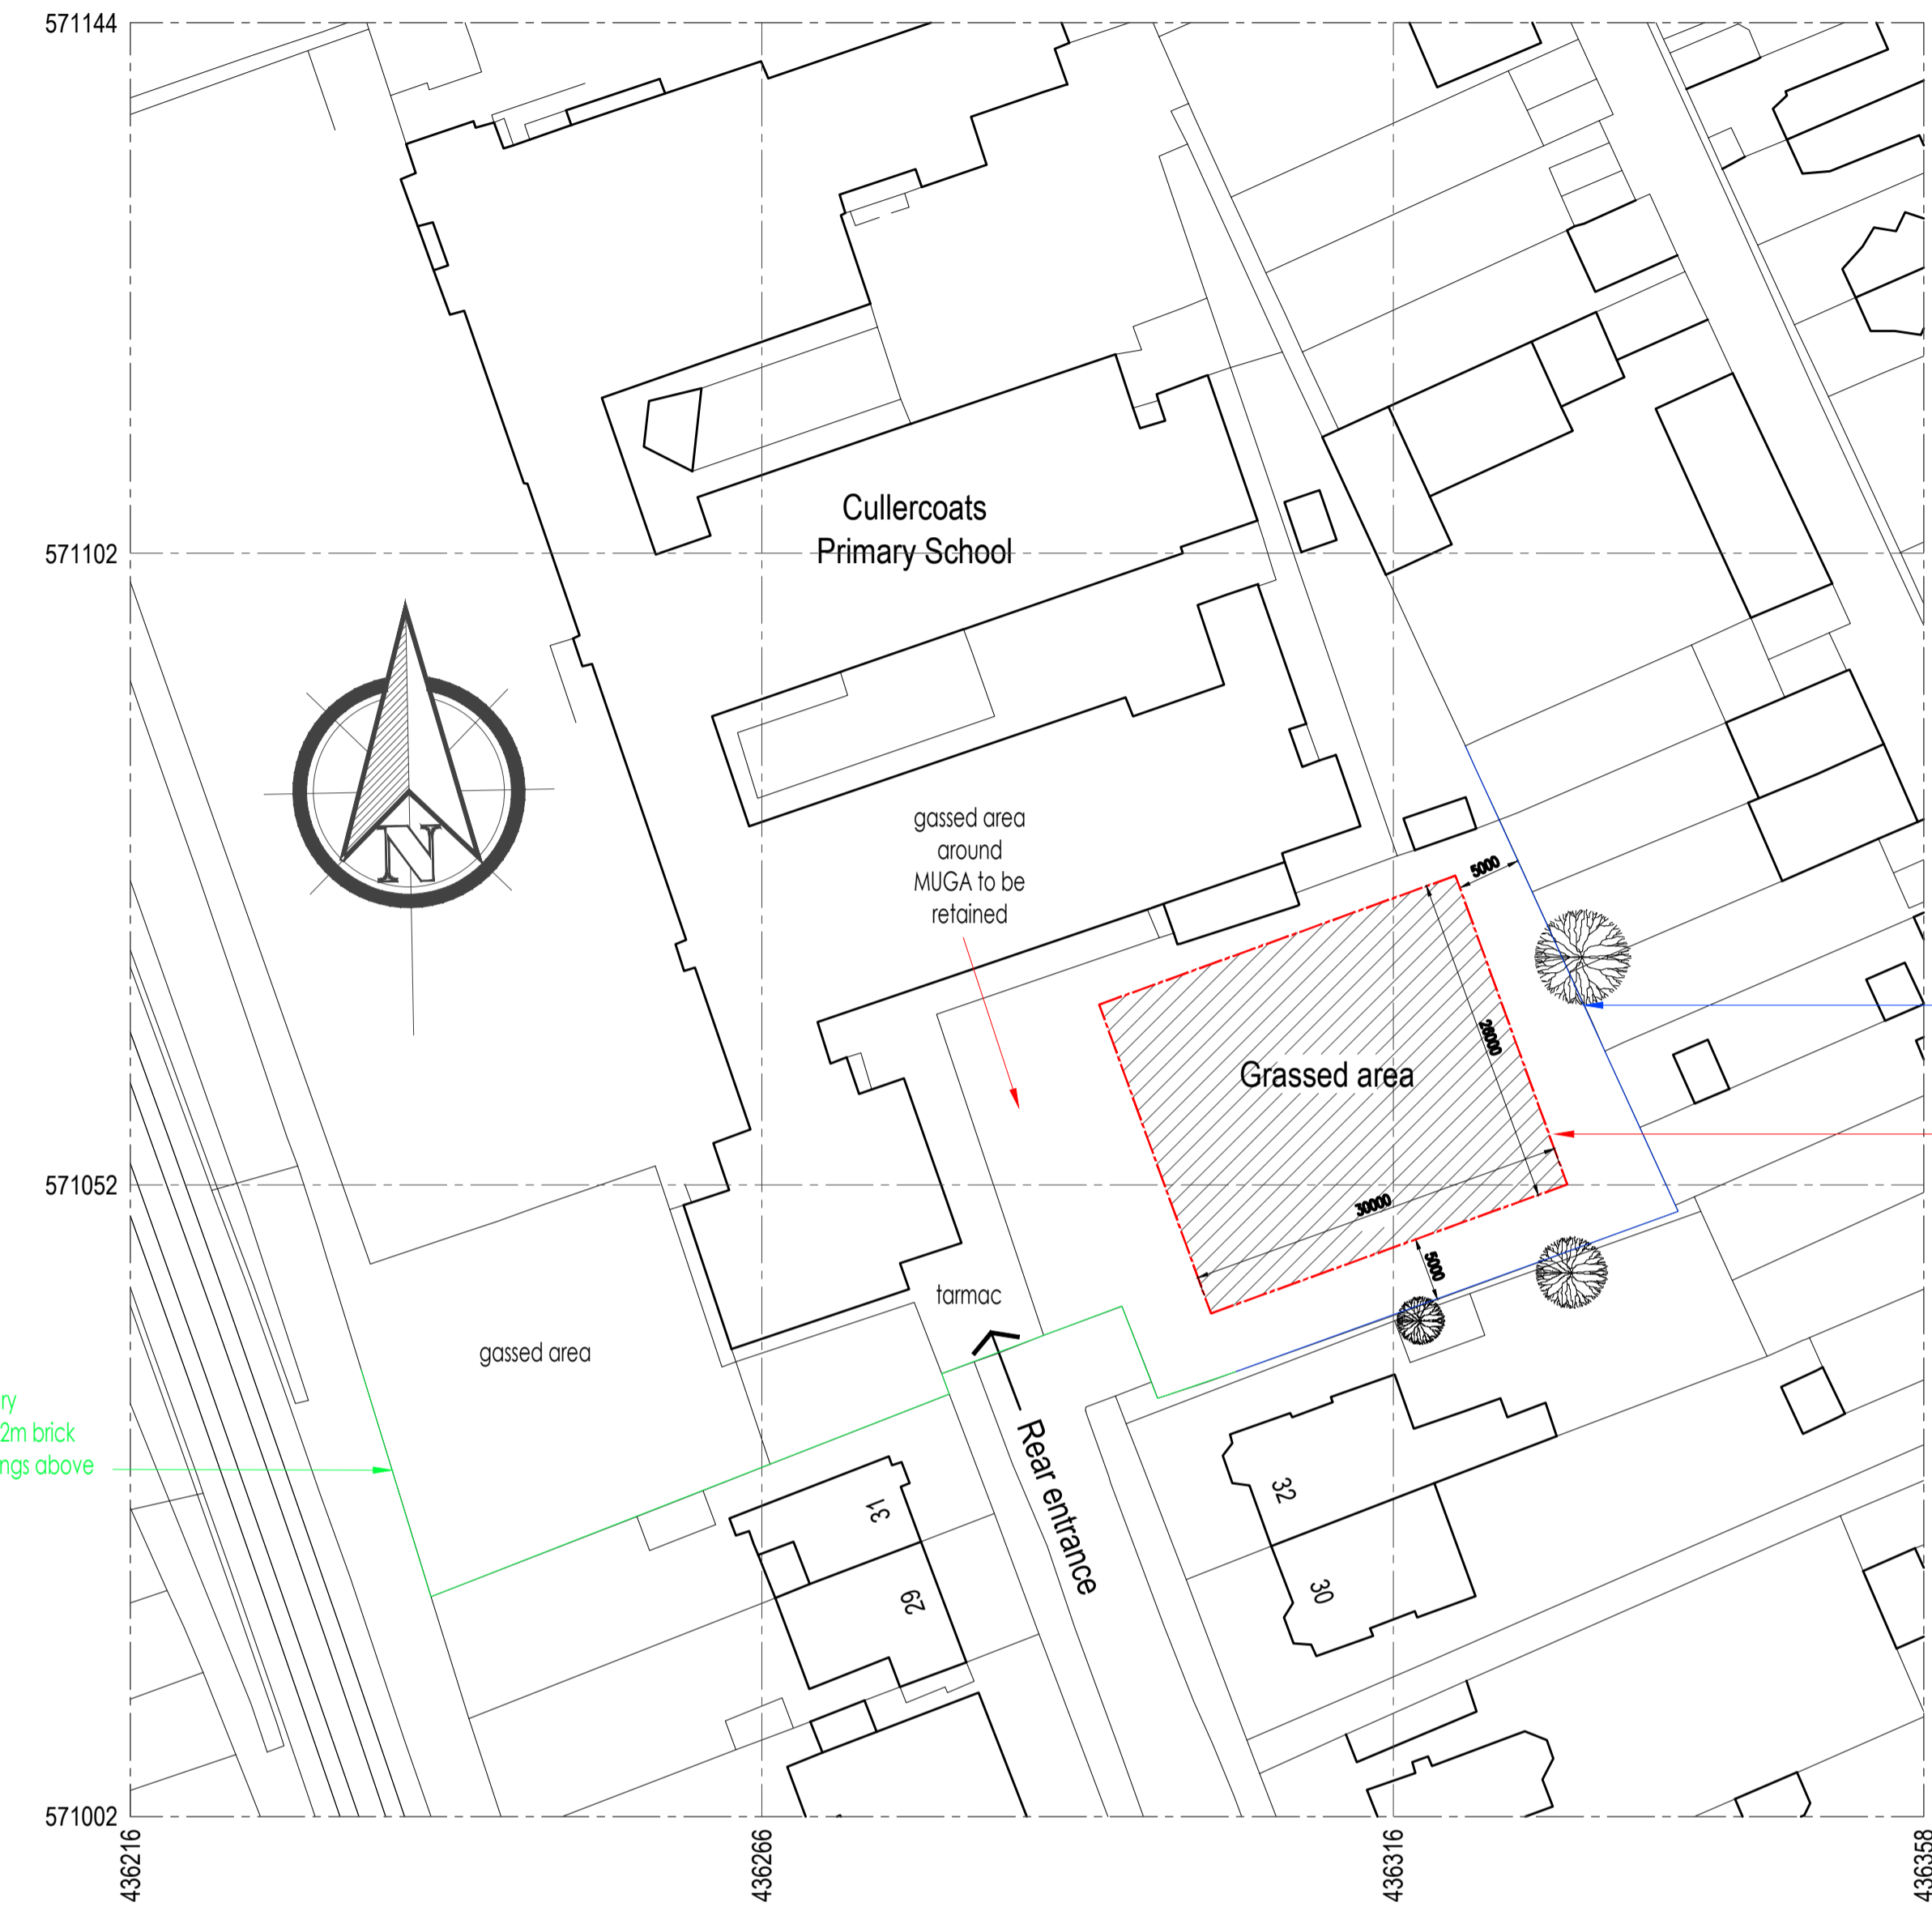 571144
Cullercoats
Primary School
571102
N
gassed area
around
MUGA to be
retained
5000
26000
Grassed area
571052
30000
5000
tarmac
gassed area
Rear entrance
2m brick
above
31
29
32
30
571002
436216
436266
436316
436358